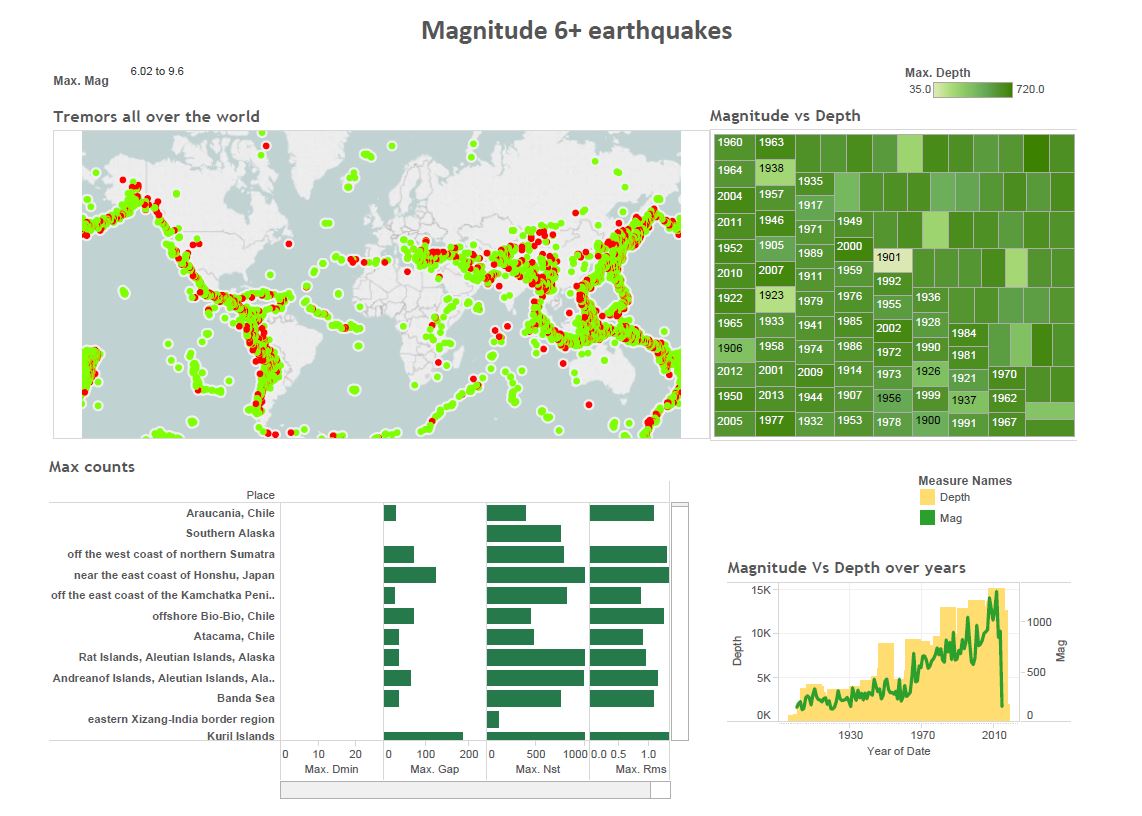 Magnitude 6+ earthquakes
Max. Mag
6.02 to 9.6
Max. Depth
35.0
720.0
Tremors all over the world
Magnitude vs Depth
1960 1963
1964 1938
1935
2004 1957
1917
2011 1946 1971 1949
1952 1905 1989 2000
1901
2010 2007 1911 1959 1992
1922 1923 1979 1976 1955 1936
1965 1933 1941 1985 2002 1928
1984
1906 1958 1974 1986 1972 1990 1981
2012 2001 2009 1914 1973 1926 1921 1970
1950 2013 1944 1907 1956 1999 1937 1962
2005 1977 1932 1953 1978 1900 1991 1967
Max counts
Place
Araucania, Chile
Southern Alaska
off the west coast of northern Sumatra
near the east coast of Honshu, Japan
off the east coast of the Kamchatka Peni..
offshore Bio-Bio, Chile
Atacama, Chile
Rat Islands, Aleutian Islands, Alaska
Andreanof Islands, Aleutian Islands, Ala..
Banda Sea
eastern Xizang-India border region
Kuril Islands
0 10 20
0 100 200
0 500 1000
0.0 0.5 1.0
Max. Dmin
Max. Gap
Max. Nst
Max. Rms
Measure Names
Depth
Mag
Magnitude Vs Depth over years
15K
10K
5K
0K
Depth
1000
500
0
Mag
1930 1970 2010
Year of Date